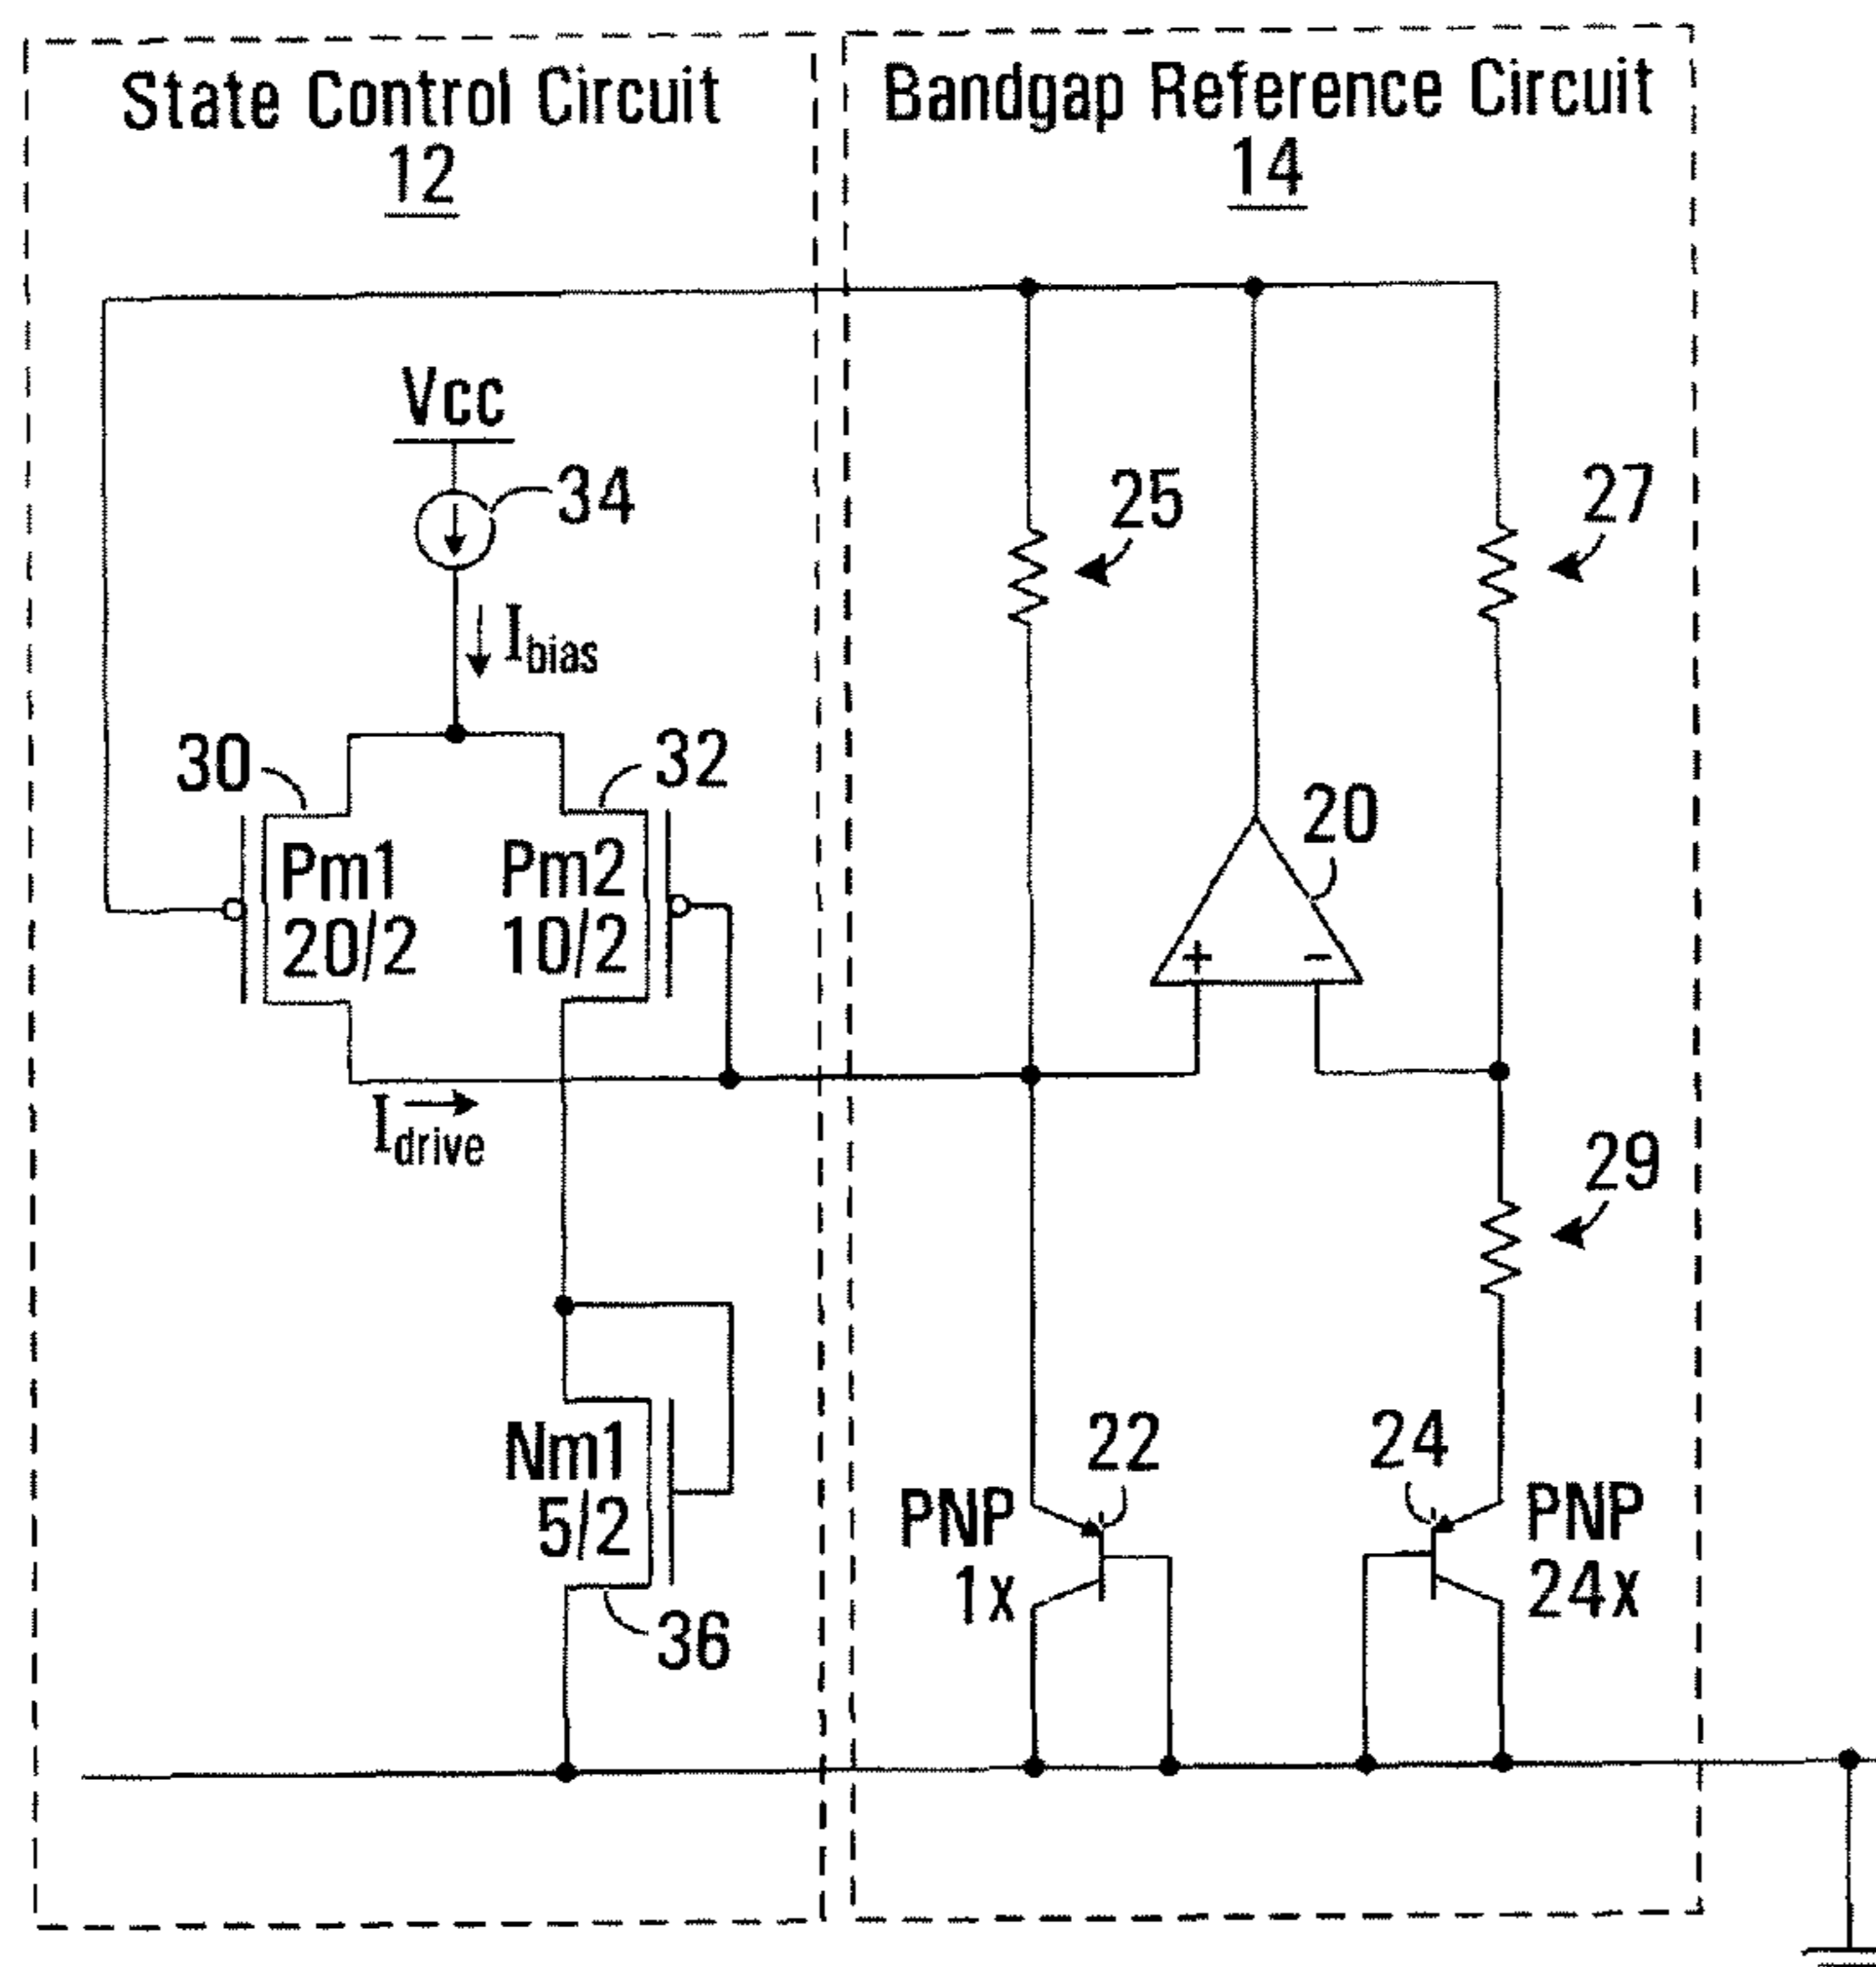 State Control Circuit
12
Bandgap Reference Circuit
14
Vcc
34
25
27
Ibias
30
32
20
Pm1
20/2
Pm2
10/2
+
-
Idrive
29
Nm1
5/2
36
22
24
PNP
1x
PNP
24x